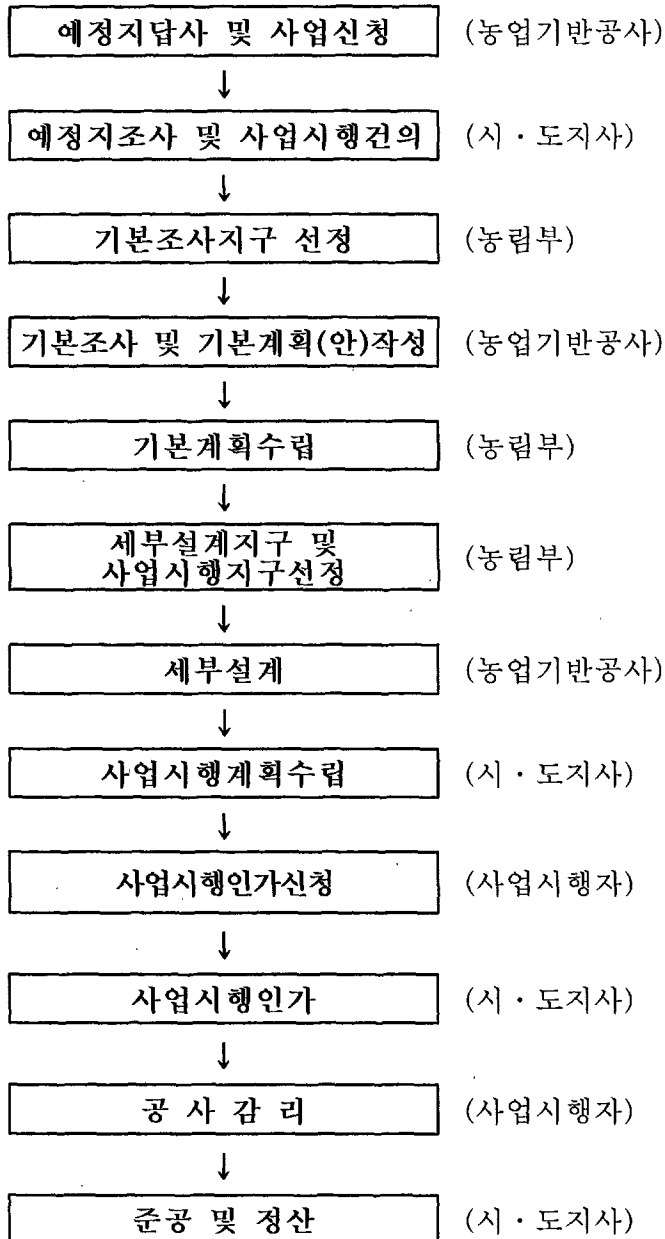 예정지답사 및 사업신청 (농업기반공사)
↓
예정지조사 및 사업시행건의 (시・도지사)
↓
기본조사지구 선정 (농림부)
↓
기본조사 및 기본계획(안)작성 (농업기반공사)
↓
기본계획수립 (농림부)
↓
세부설계지구 및
사업시행지구선정 (농림부)
↓
세부설계 (농업기반공사)
↓
사업시행계획수립 (시・도지사)
↓
사업시행인가신청 (사업시행자)
↓
사업시행인가 (시・도지사)
↓
공 사 감 리 (사업시행자)
↓
준공 및 정산 (시・도지사)